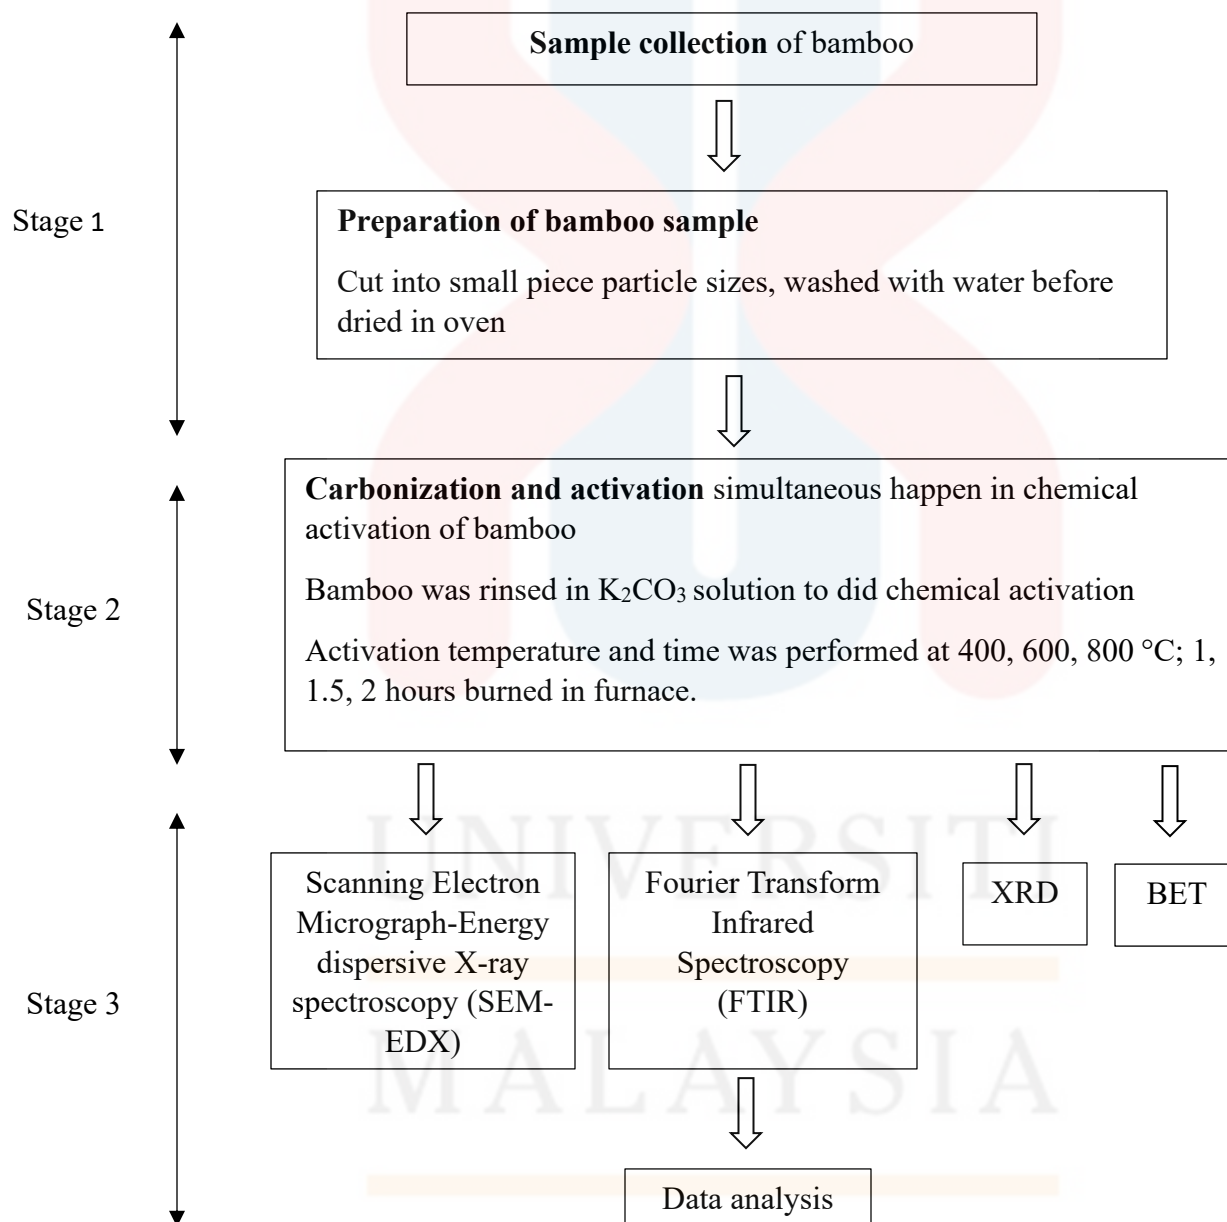 Sample collection of bamboo
Stage 1
Preparation of bamboo sample
Cut into small piece particle sizes, washed with water before
dried in oven
Stage 2
Carbonization and activation simultaneous happen in chemical
activation of bamboo
Bamboo was rinsed in K₂CO₃ solution to did chemical activation
Activation temperature and time was performed at 400, 600, 800 °C; 1,
1.5, 2 hours burned in furnace.
UNIVERSITI
Stage 3
Scanning Electron
Micrograph-Energy
dispersive X-ray
spectroscopy (SEM-
EDX)
Fourier Transform
Infrared
Spectroscopy
(FTIR)
XRD
BET
MALAYSIA
Data analysis